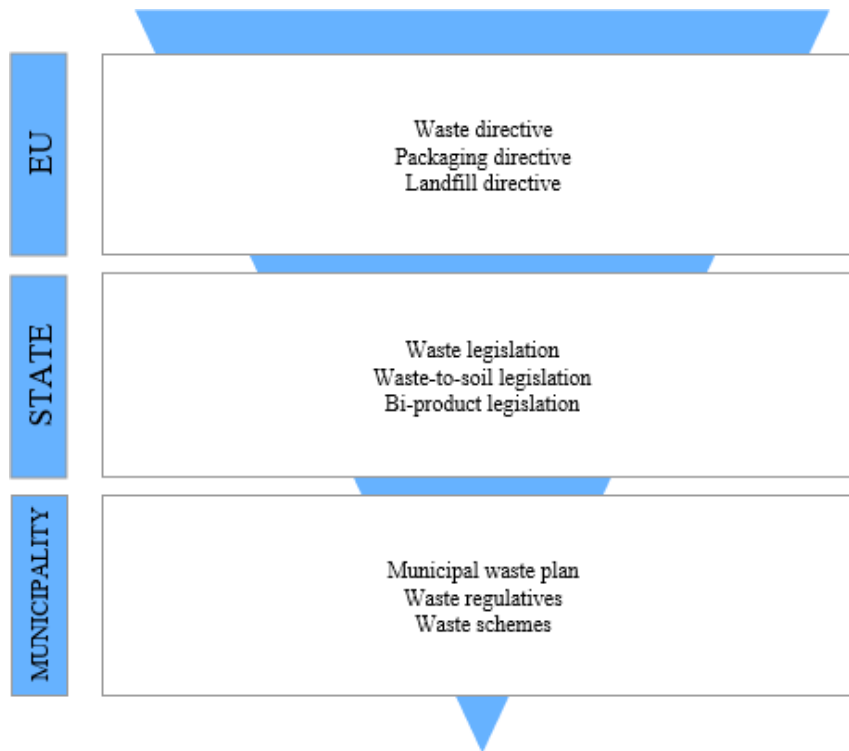 EU
Waste directive
Packaging directive
Landfill directive
STATE
Waste legislation
Waste-to-soil legislation
Bi-product legislation
MUNICIPALITY
Municipal waste plan
Waste regulatives
Waste schemes